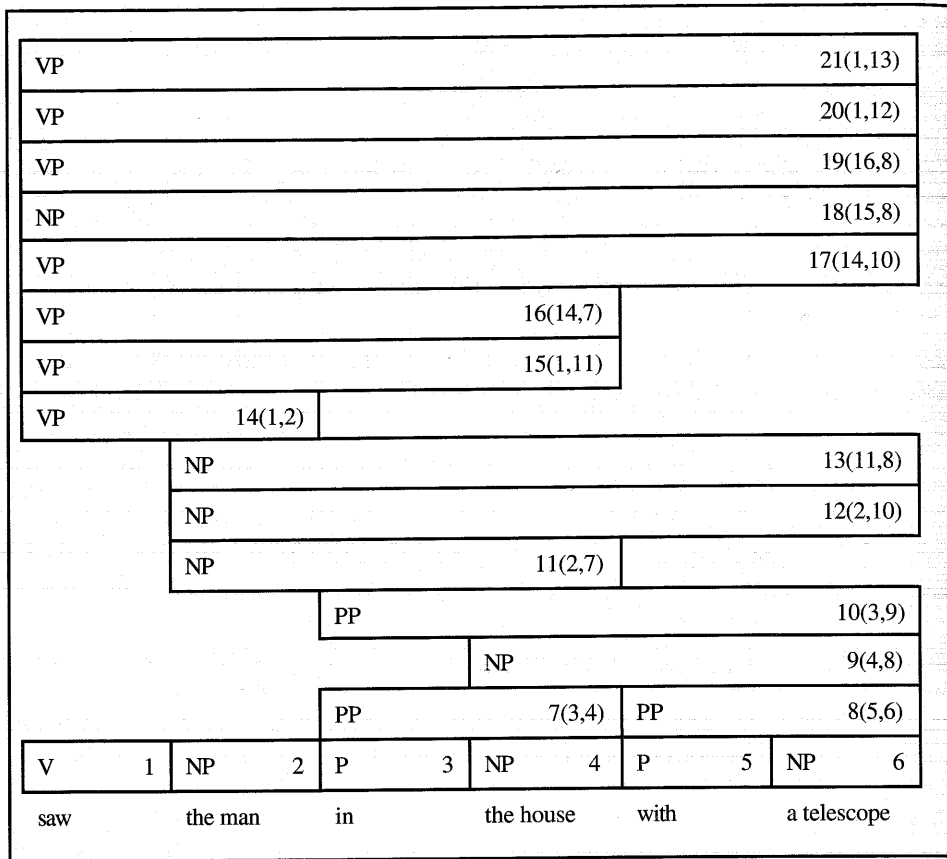 VP 21(1,13)
VP 20(1,12)
VP 19(16,8)
NP 18(15,8)
VP 17(14,10)
VP 16(14,7)
VP 15(1,11)
VP 14(1,2)
NP 13(11,8)
NP 12(2,10)
NP 11(2,7)
PP 10(3,9)
NP 9(4,8)
PP 7(3,4) PP 8(5,6)
V 1 NP 2 P 3 NP 4 P 5 NP 6
saw the man in the house with a telescope